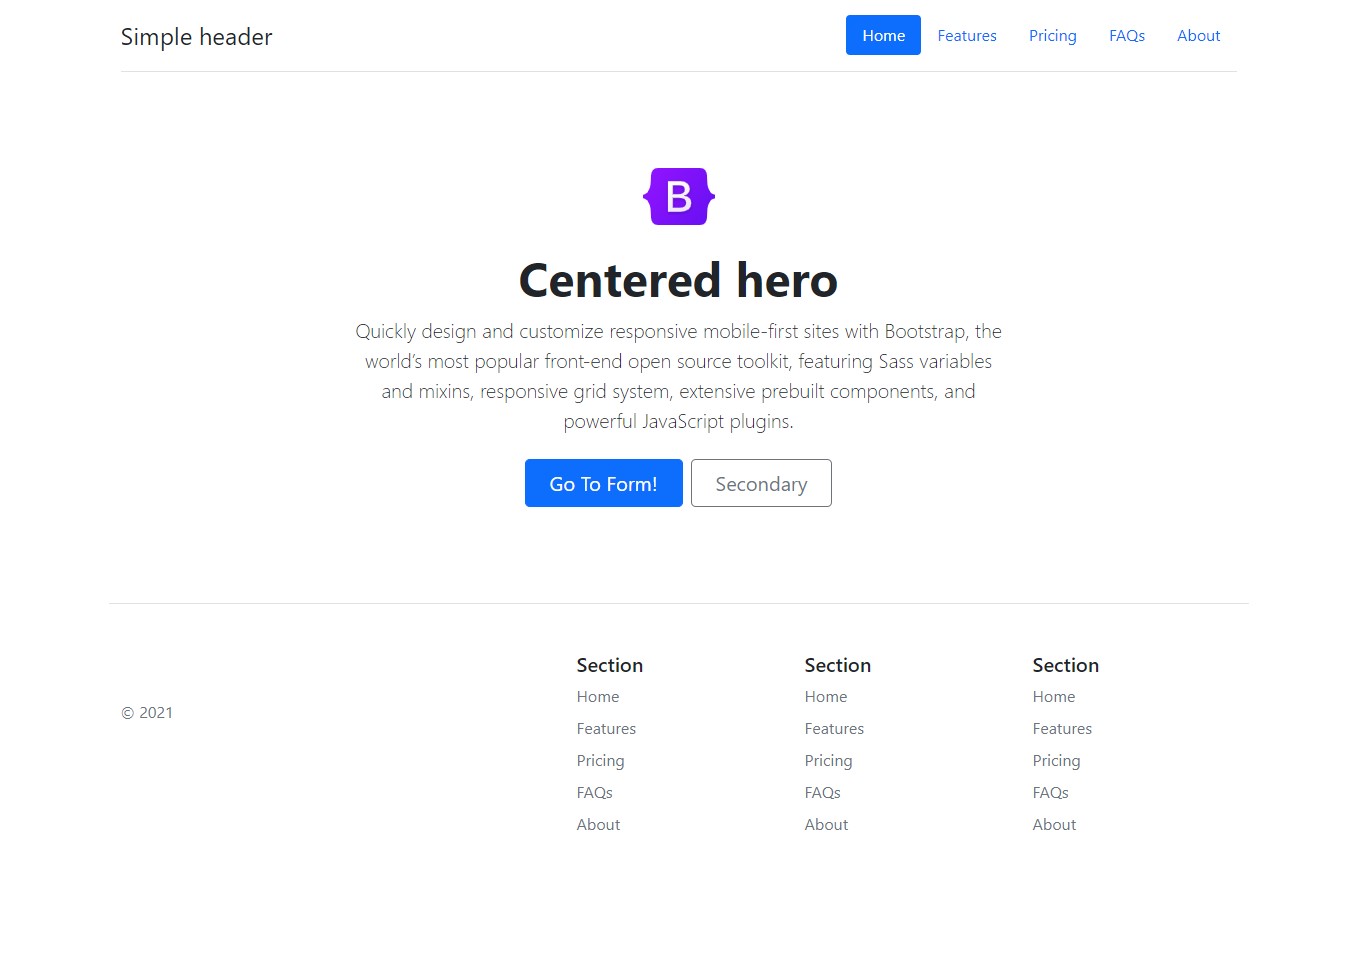 Simple header
Home Features Pricing FAQs About
B
Centered hero
Quickly design and customize responsive mobile-first sites with Bootstrap, the
world’s most popular front-end open source toolkit, featuring Sass variables
and mixins, responsive grid system, extensive prebuilt components, and
powerful JavaScript plugins.
Go To Form! Secondary
© 2021
Section
Home
Features
Pricing
FAQs
About
Section
Home
Features
Pricing
FAQs
About
Section
Home
Features
Pricing
FAQs
About